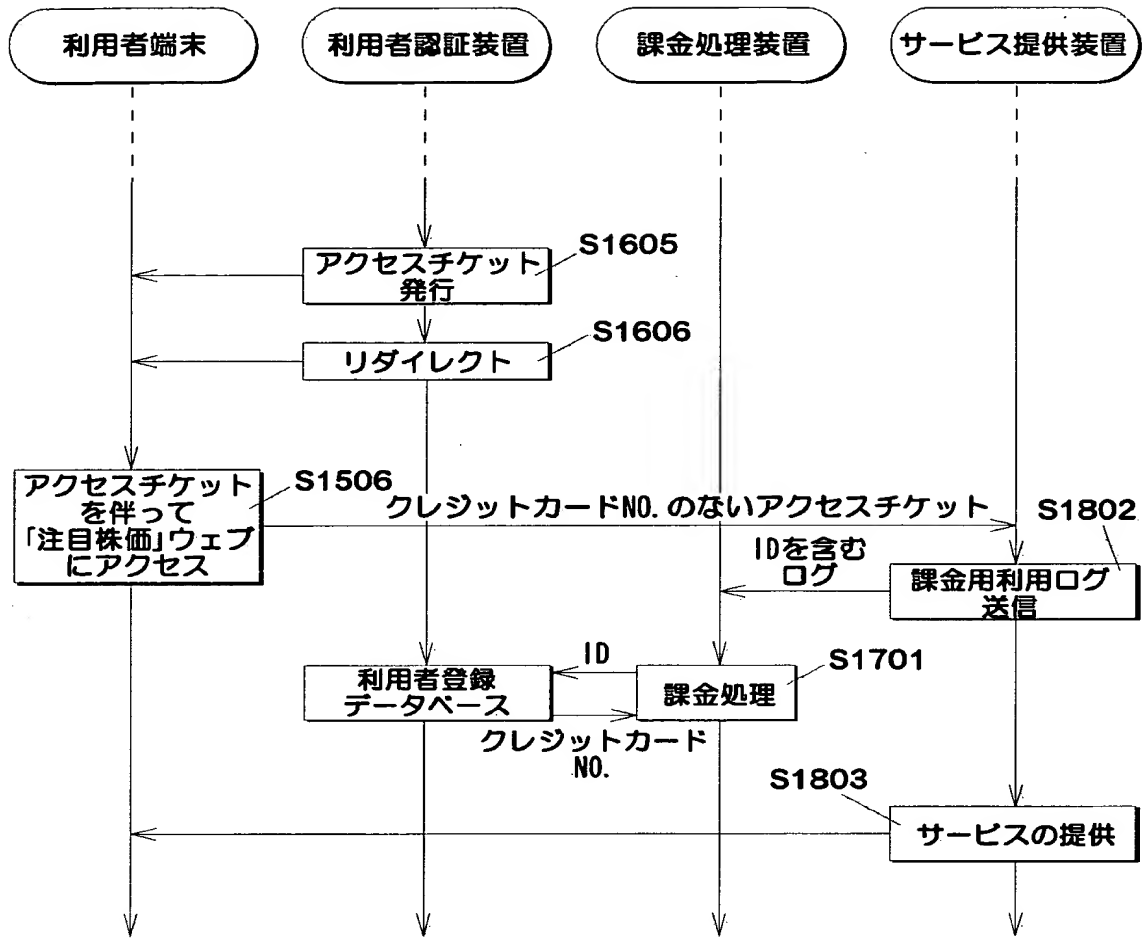 利用者端末
利用者認証装置
課金処理装置
サービス提供装置
アクセスチケット
発行
S1605
リダイレクト
S1606
アクセスチケット
を伴って
「注目株価」ウェブ
にアクセス
S1506
クレジットカードNO.のないアクセスチケット
S1802
IDを含む
ログ
課金用利用ログ
送信
利用者登録
データベース
ID
課金処理
S1701
クレジットカード
NO.
S1803
サービスの提供